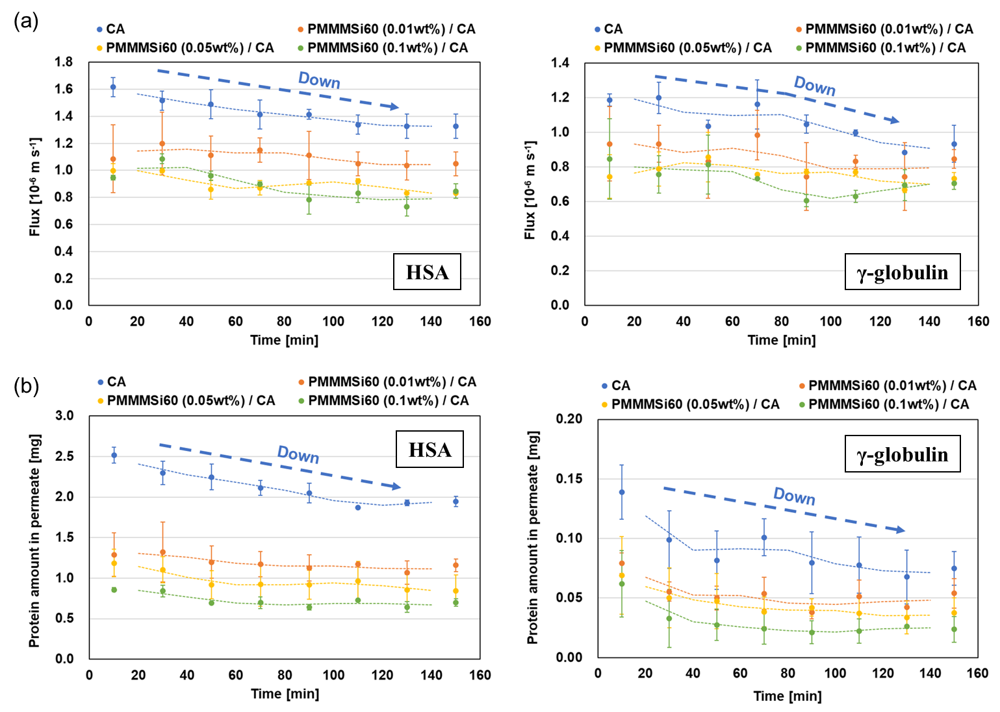 (a)
CA
PMMMSi60 (0.01wt%) / CA
PMMMSi60 (0.05wt%) / CA
PMMMSi60 (0.1wt%) / CA
1.8
1.6
1.4
1.2
1.0
0.8
0.6
0.4
0.2
0.0
Flux [10⁻⁶ m s⁻¹]
Down
HSA
0 20 40 60 80 100 120 140 160
Time [min]
CA
PMMMSi60 (0.01wt%) / CA
PMMMSi60 (0.05wt%) / CA
PMMMSi60 (0.1wt%) / CA
1.4
1.2
1.0
0.8
0.6
0.4
0.2
0.0
Flux [10⁻⁶ m s⁻¹]
Down
γ-globulin
0 20 40 60 80 100 120 140 160
Time [min]
(b)
CA
PMMMSi60 (0.01wt%) / CA
PMMMSi60 (0.05wt%) / CA
PMMMSi60 (0.1wt%) / CA
3.0
2.5
2.0
1.5
1.0
0.5
0.0
Protein amount in permeate [mg]
HSA
Down
0 20 40 60 80 100 120 140 160
Time [min]
CA
PMMMSi60 (0.01wt%) / CA
PMMMSi60 (0.05wt%) / CA
PMMMSi60 (0.1wt%) / CA
0.20
0.15
0.10
0.05
0.00
Protein amount in permeate [mg]
γ-globulin
Down
0 20 40 60 80 100 120 140 160
Time [min]